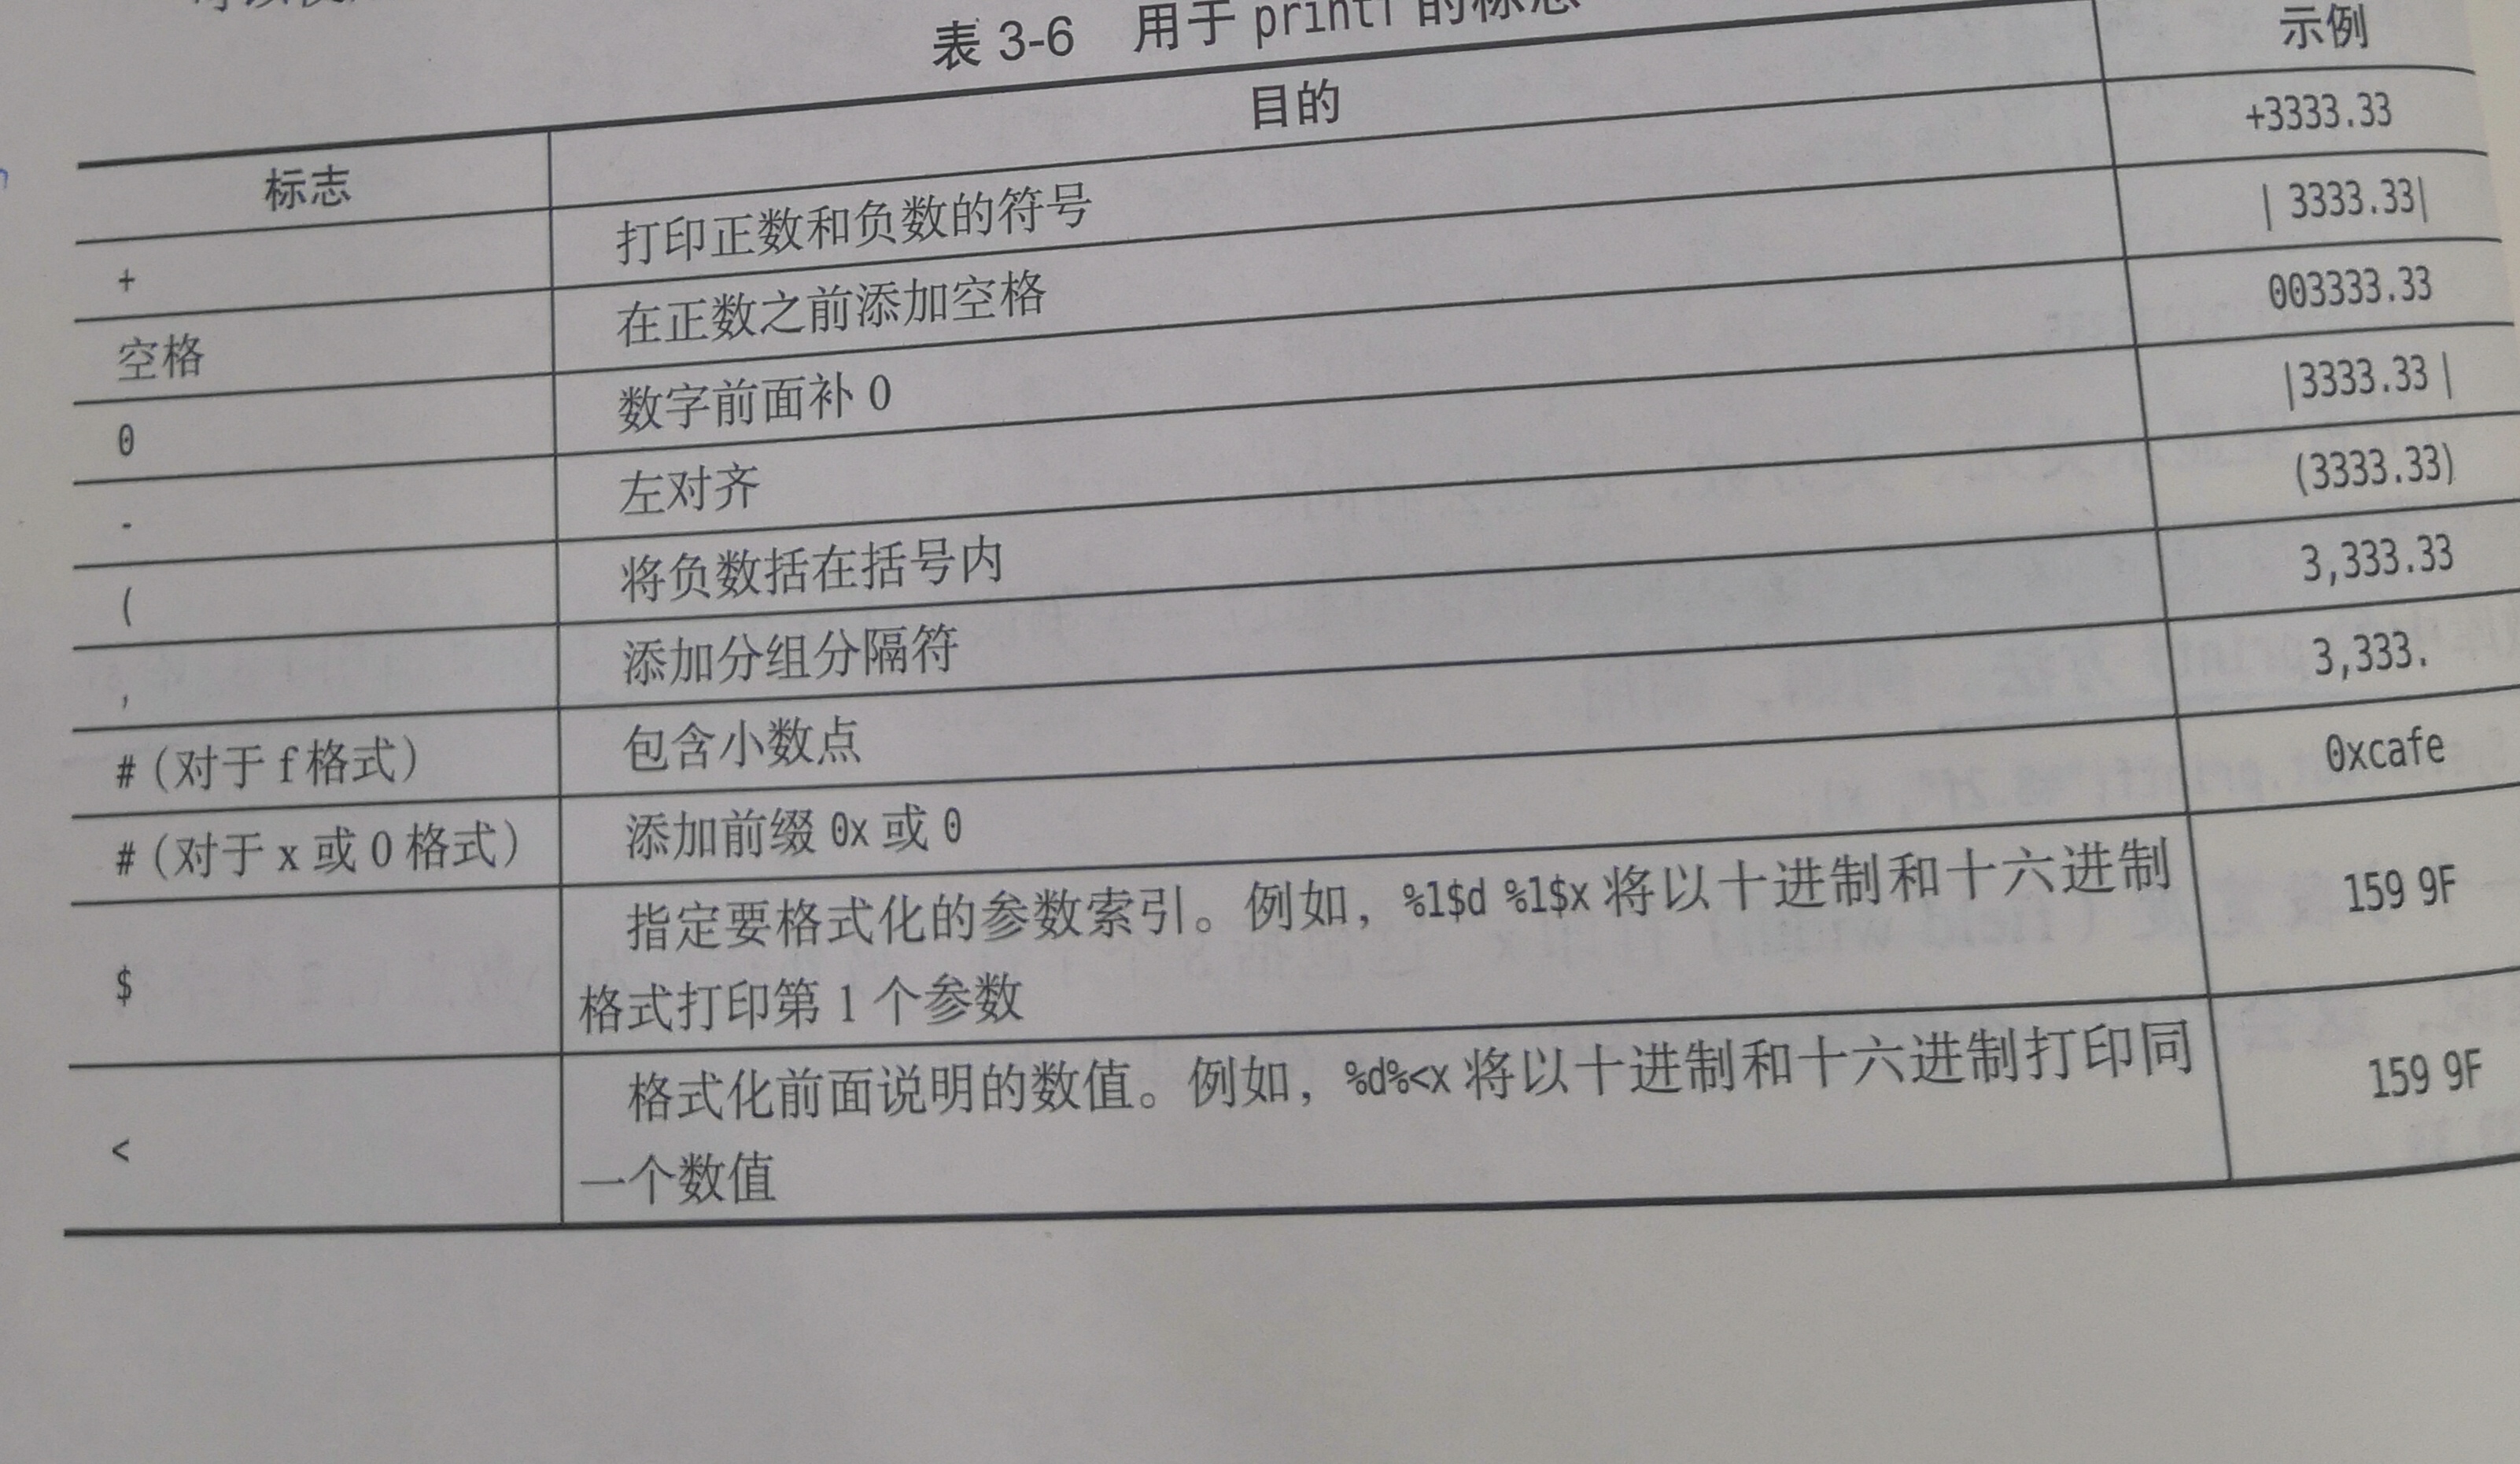 表 3-6 用于 printf 的标志
标志 目的 示例
+ 打印正数和负数的符号 +3333.33
空格 在正数之前添加空格 | 3333.33|
0 数字前面补 0 003333.33
- 左对齐 |3333.33 |
( 将负数括在括号内 (3333.33)
, 添加分组分隔符 3,333.33
#(对于 f 格式) 包含小数点 3,333.
#(对于 x 或 0 格式) 添加前缀 0x 或 0 0xcafe
$ 指定要格式化的参数索引。例如，%1$d %1$x 将以十进制和十六进制 159 9F
格式打印第 1 个参数
< 格式化前面说明的数值。例如，%d%<x 将以十进制和十六进制打印同 159 9F
一个数值